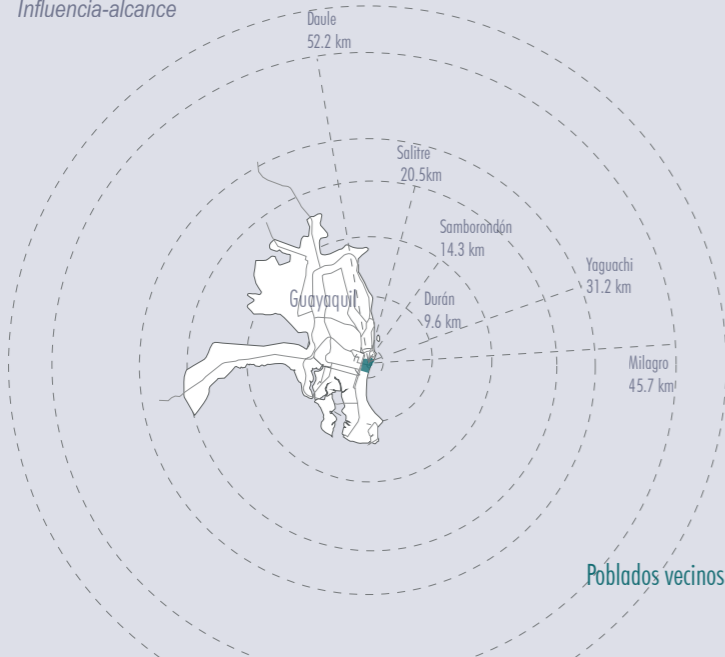 Influencia-alcance
Daule
52.2 km
Salitre
20.5km
Samborondón
14.3 km
Yaguachi
31.2 km
Guayaquil
Durán
9.6 km
Milagro
45.7 km
Poblados vecinos